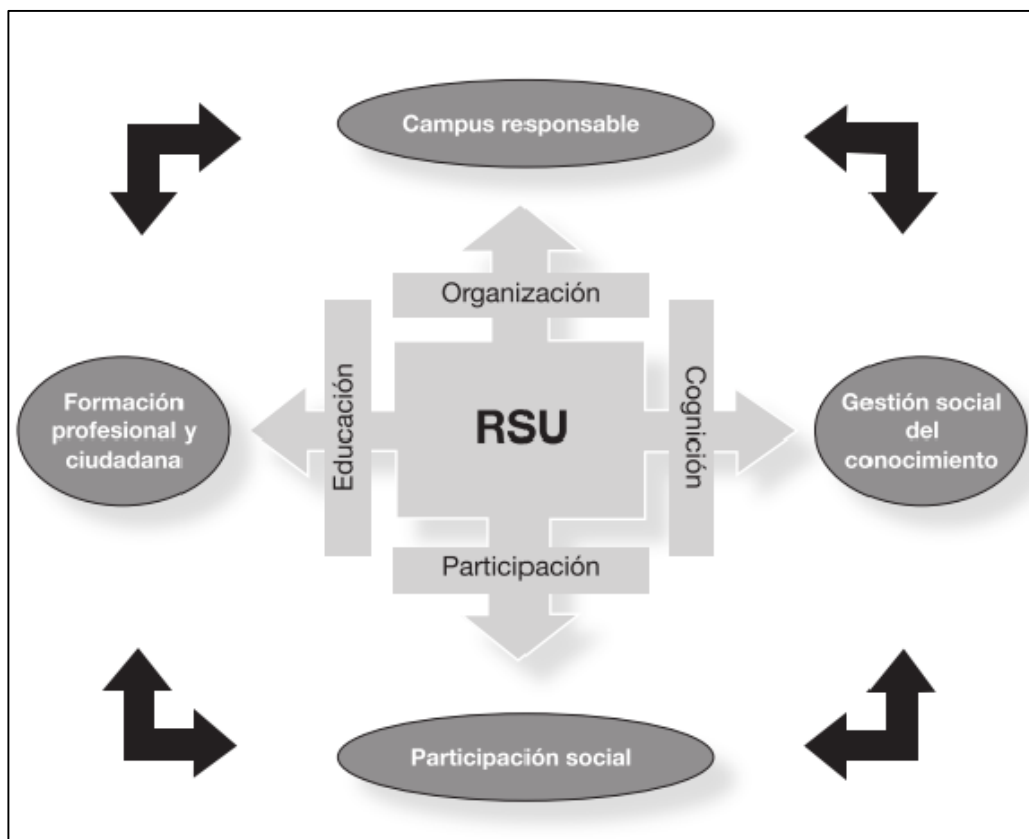 Campus responsable
Organización
Educación
Formación
profesional y
ciudadana
RSU
Cognición
Gestión social
del
conocimiento
Participación
Participación social